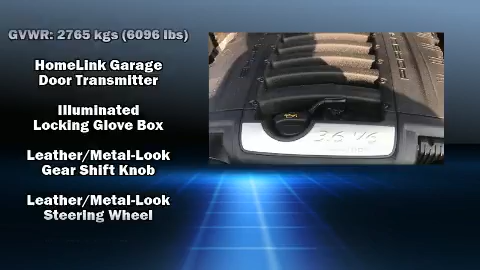 GVWR: 2765 kgs (6096 lbs)
HomeLink Garage
Door Transmitter
Illuminated
Locking Glove Box
Leather/Metal-Look
Gear Shift Knob
Leather/Metal-Look
Steering Wheel
3.6 V6